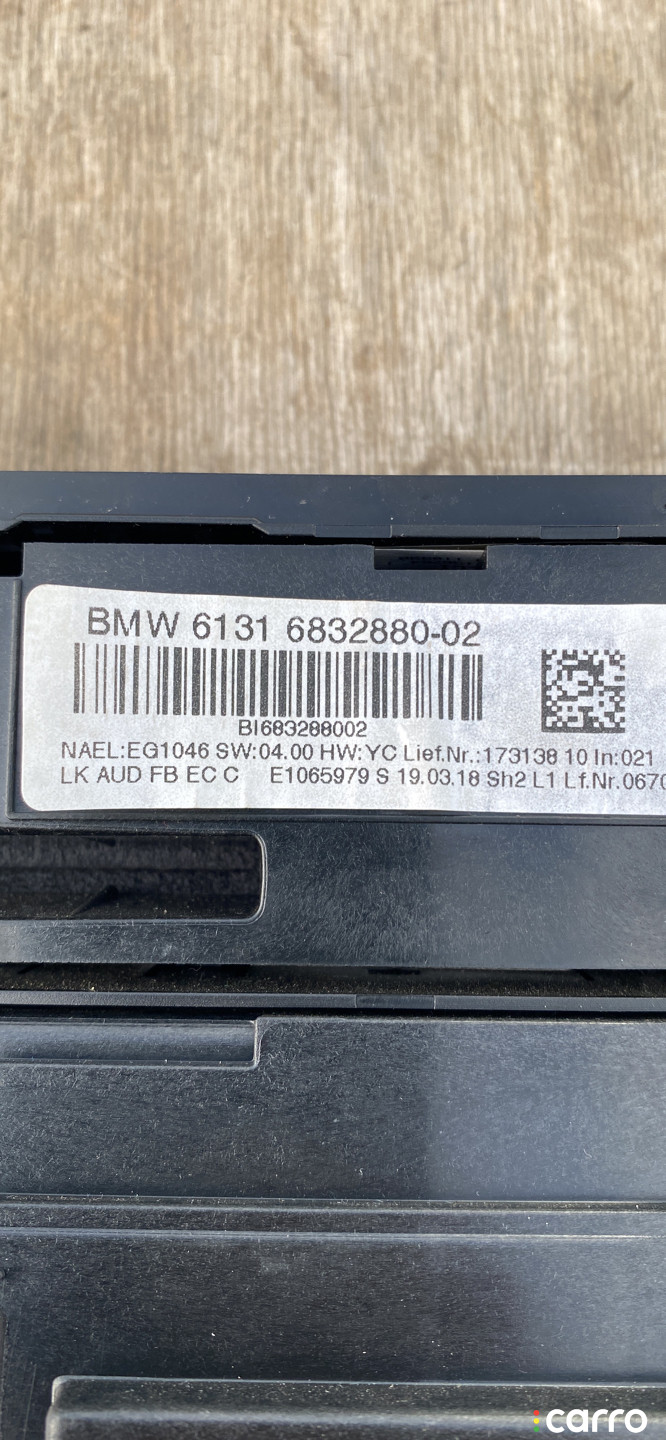 BMW 6131 6832880-02
BI683288002
NAEL:EG1046 SW:04.00 HW:YC Lief.Nr.:173138 10 In:021
LK AUD FB EC C E1065979 S 19.03.18 Sh2 L1 Lf.Nr.0670
carro